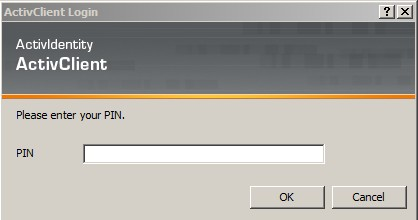 ActivClient Login
ActivIdentity
ActivClient
Please enter your PIN.
PIN
OK Cancel